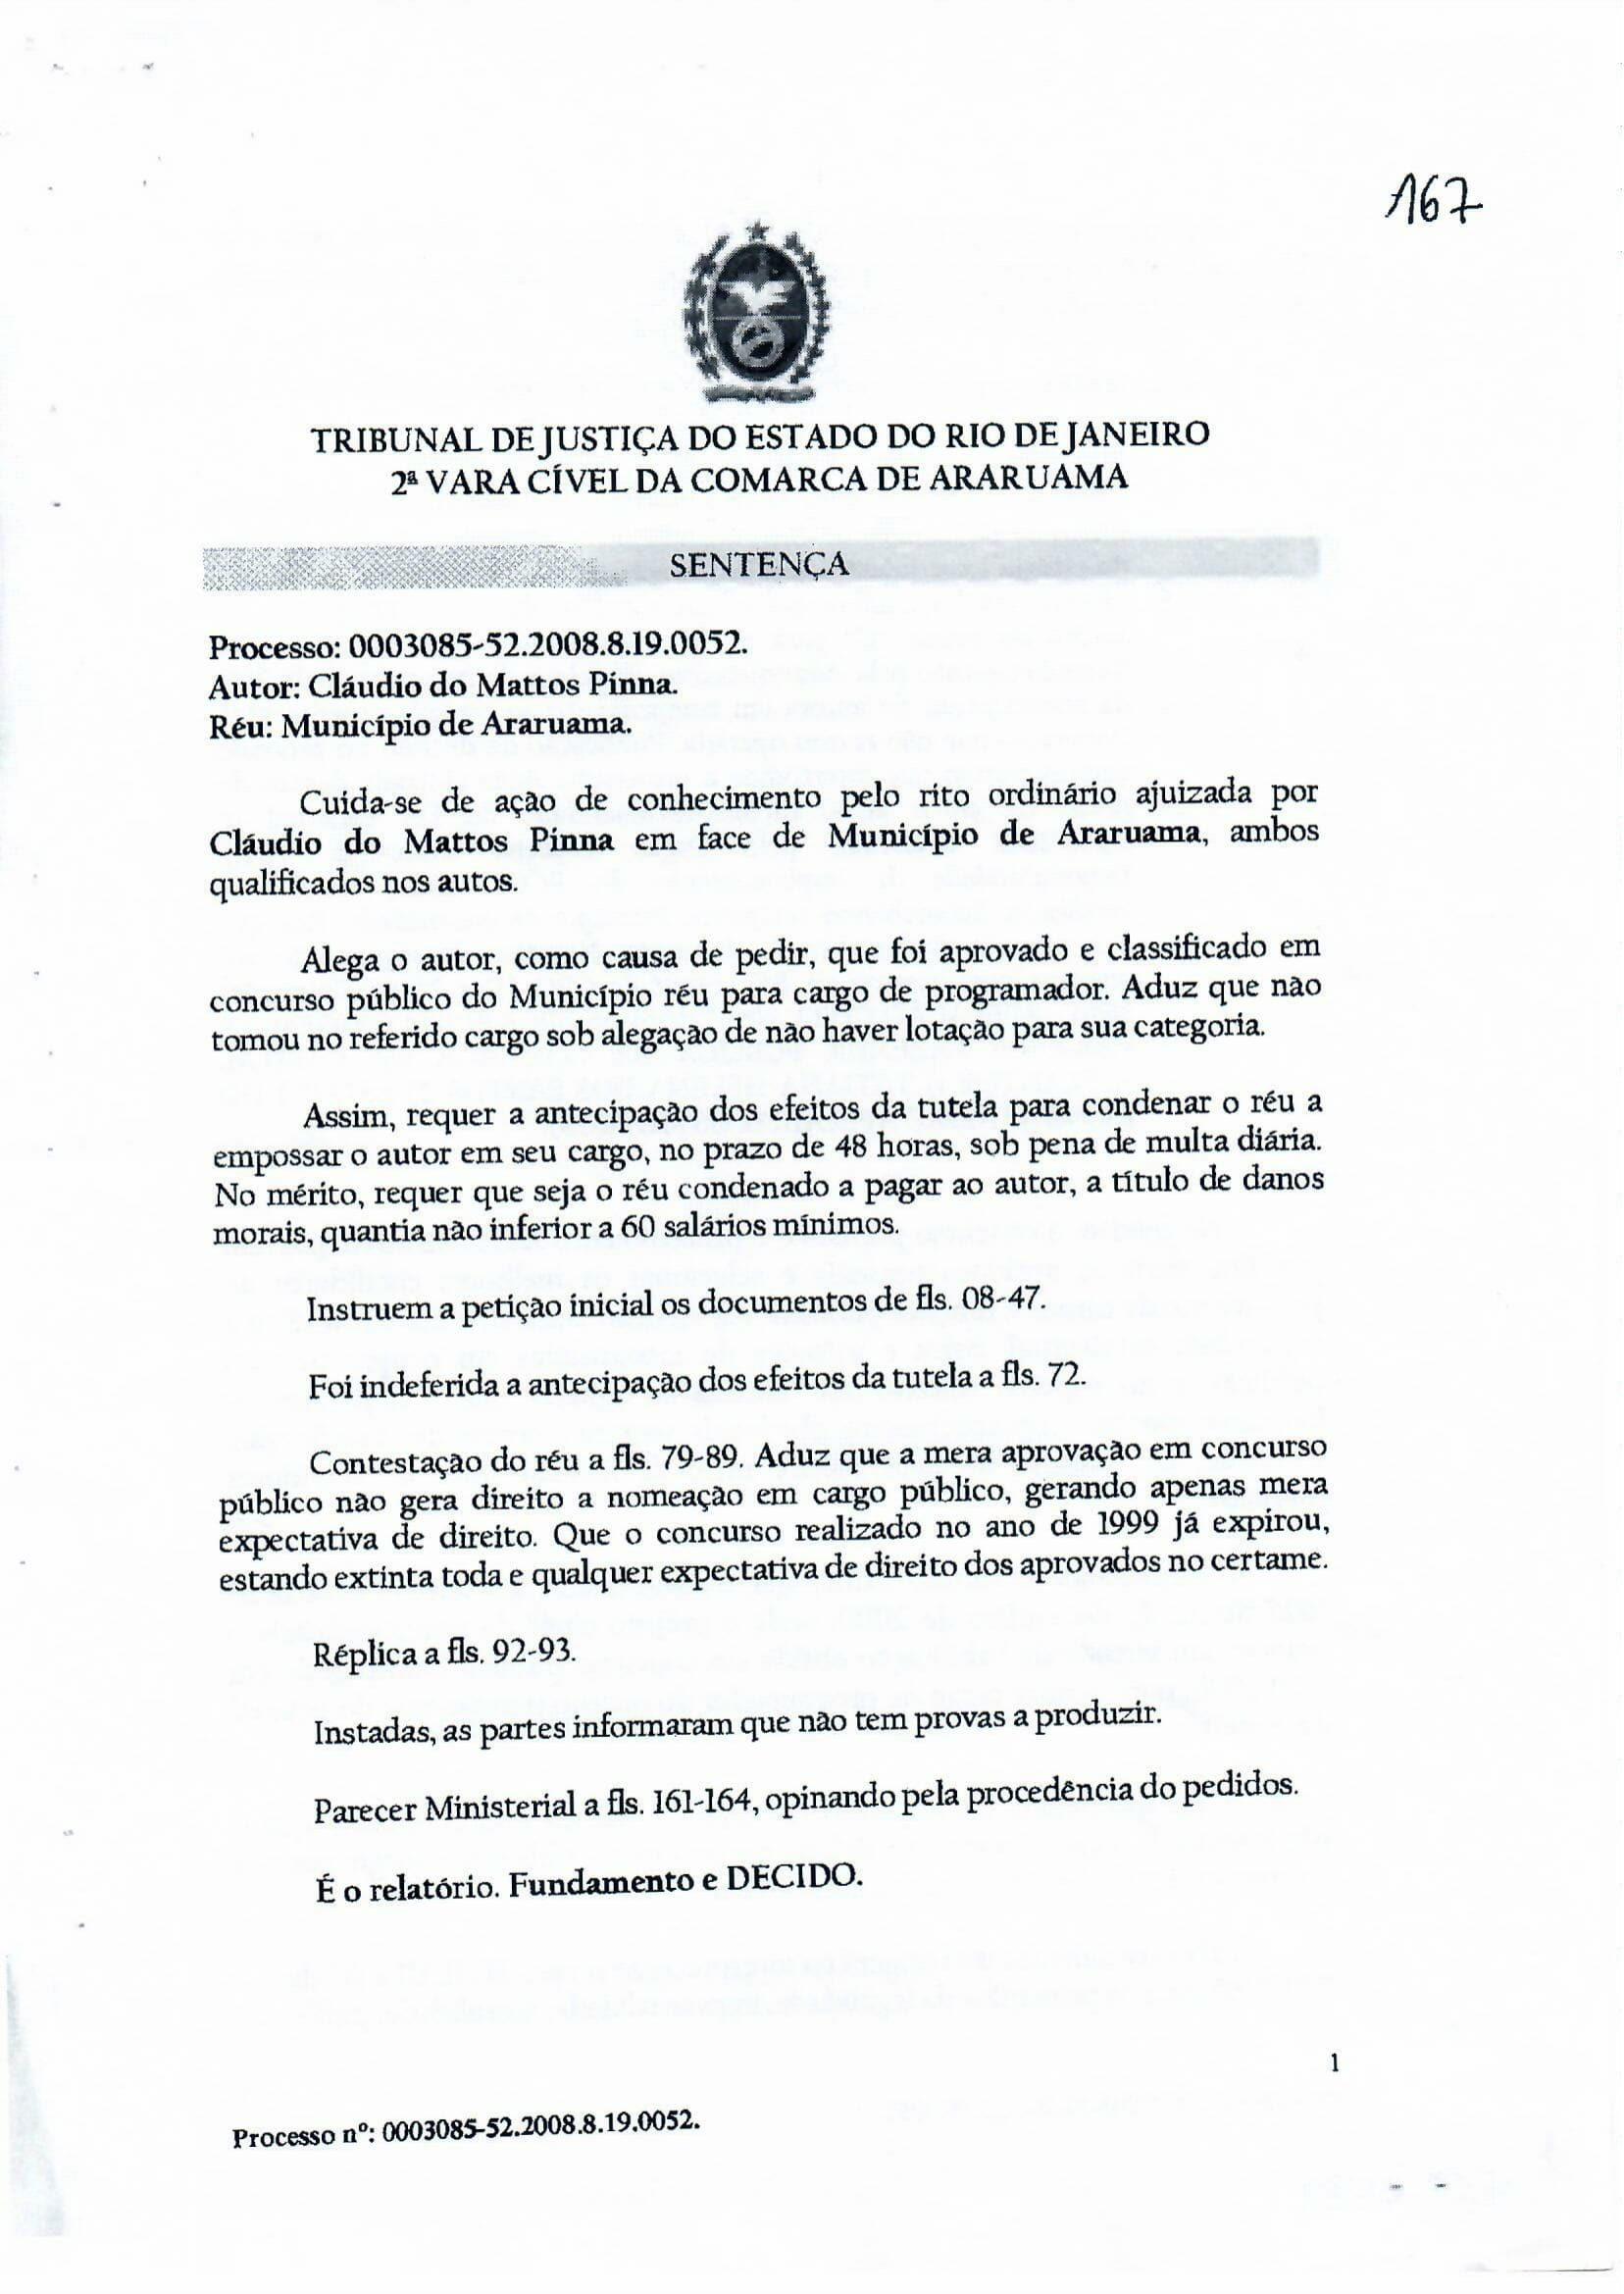 167
TRIBUNAL DE JUSTIÇA DO ESTADO DO RIO DE JANEIRO
2ª VARA CÍVEL DA COMARCA DE ARARUAMA
SENTENÇA
Processo: 0003085-52.2008.8.19.0052.
Autor: Cláudio do Mattos Pinna.
Réu: Município de Araruama.
Cuida-se de ação de conhecimento pelo rito ordinário ajuizada por
Cláudio do Mattos Pinna em face de Município de Araruama, ambos
qualificados nos autos.
Alega o autor, como causa de pedir, que foi aprovado e classificado em
concurso público do Município réu para cargo de programador. Aduz que não
tomou no referido cargo sob alegação de não haver lotação para sua categoria.
Assim, requer a antecipação dos efeitos da tutela para condenar o réu a
empossar o autor em seu cargo, no prazo de 48 horas, sob pena de multa diária.
No mérito, requer que seja o réu condenado a pagar ao autor, a título de danos
morais, quantia não inferior a 60 salários mínimos.
Instruem a petição inicial os documentos de fls. 08-47.
Foi indeferida a antecipação dos efeitos da tutela a fls. 72.
Contestação do réu a fls. 79-89. Aduz que a mera aprovação em concurso
público não gera direito a nomeação em cargo público, gerando apenas mera
expectativa de direito. Que o concurso realizado no ano de 1999 já expirou,
estando extinta toda e qualquer expectativa de direito dos aprovados no certame.
Réplica a fls. 92-93.
Instadas, as partes informaram que não tem provas a produzir.
Parecer Ministerial a fls. 161-164, opinando pela procedência do pedidos.
É o relatório. Fundamento e DECIDO.
1
Processo nº: 0003085-52.2008.8.19.0052.